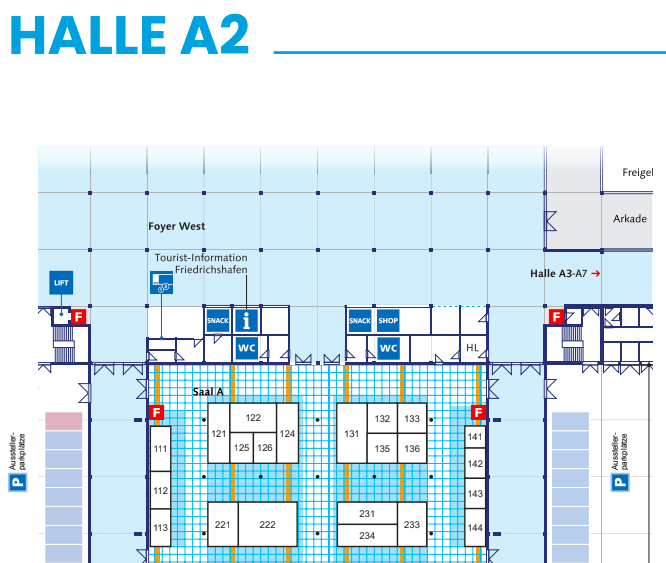 HALLE A2
Freigel
Arkade
Foyer West
Tourist-Information
Friedrichshafen
Halle A3-A7 →
LIFT
F
F
SNACK
i
SNACK
SHOP
WC
WC
HL
Saal A
F
F
121
122
124
125
126
131
132
133
135
136
111
112
113
141
142
143
144
221
222
231
234
233
P
Aussteller-
parkplätze
P
Aussteller-
parkplätze